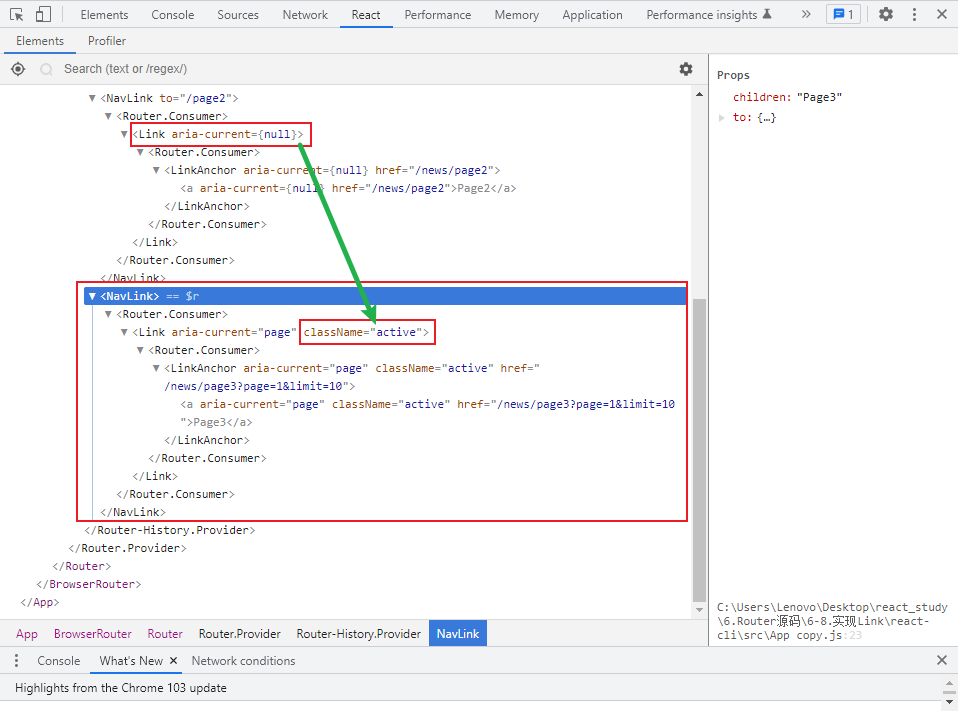 Elements Console Sources Network React Performance Memory Application Performance insights 1
Elements Profiler
Search (text or /regex/)
<NavLink to="/page2">
<Router.Consumer>
<Link aria-current={null}>
<Router.Consumer>
<LinkAnchor aria-current={null} href="/news/page2">
<a aria-current={null} href="/news/page2">Page2</a>
</LinkAnchor>
</Router.Consumer>
</Link>
</Router.Consumer>
</NavLink>
<NavLink> == $r
<Router.Consumer>
<Link aria-current="page" className="active">
<Router.Consumer>
<LinkAnchor aria-current="page" className="active" href="
/news/page3?page=1&limit=10">
<a aria-current="page" className="active" href="/news/page3?page=1&limit=10
">Page3</a>
</LinkAnchor>
</Router.Consumer>
</Link>
</Router.Consumer>
</NavLink>
</Router-History.Provider>
</Router.Provider>
</Router>
</BrowserRouter>
</App>
App BrowserRouter Router Router.Provider Router-History.Provider NavLink
Props
children: "Page3"
to: {…}
C:\Users\Lenovo\Desktop\react_study
\6.Router源码\6-8.实现Link\react-
cli\src\App copy.js:23
Console What's New Network conditions
Highlights from the Chrome 103 update